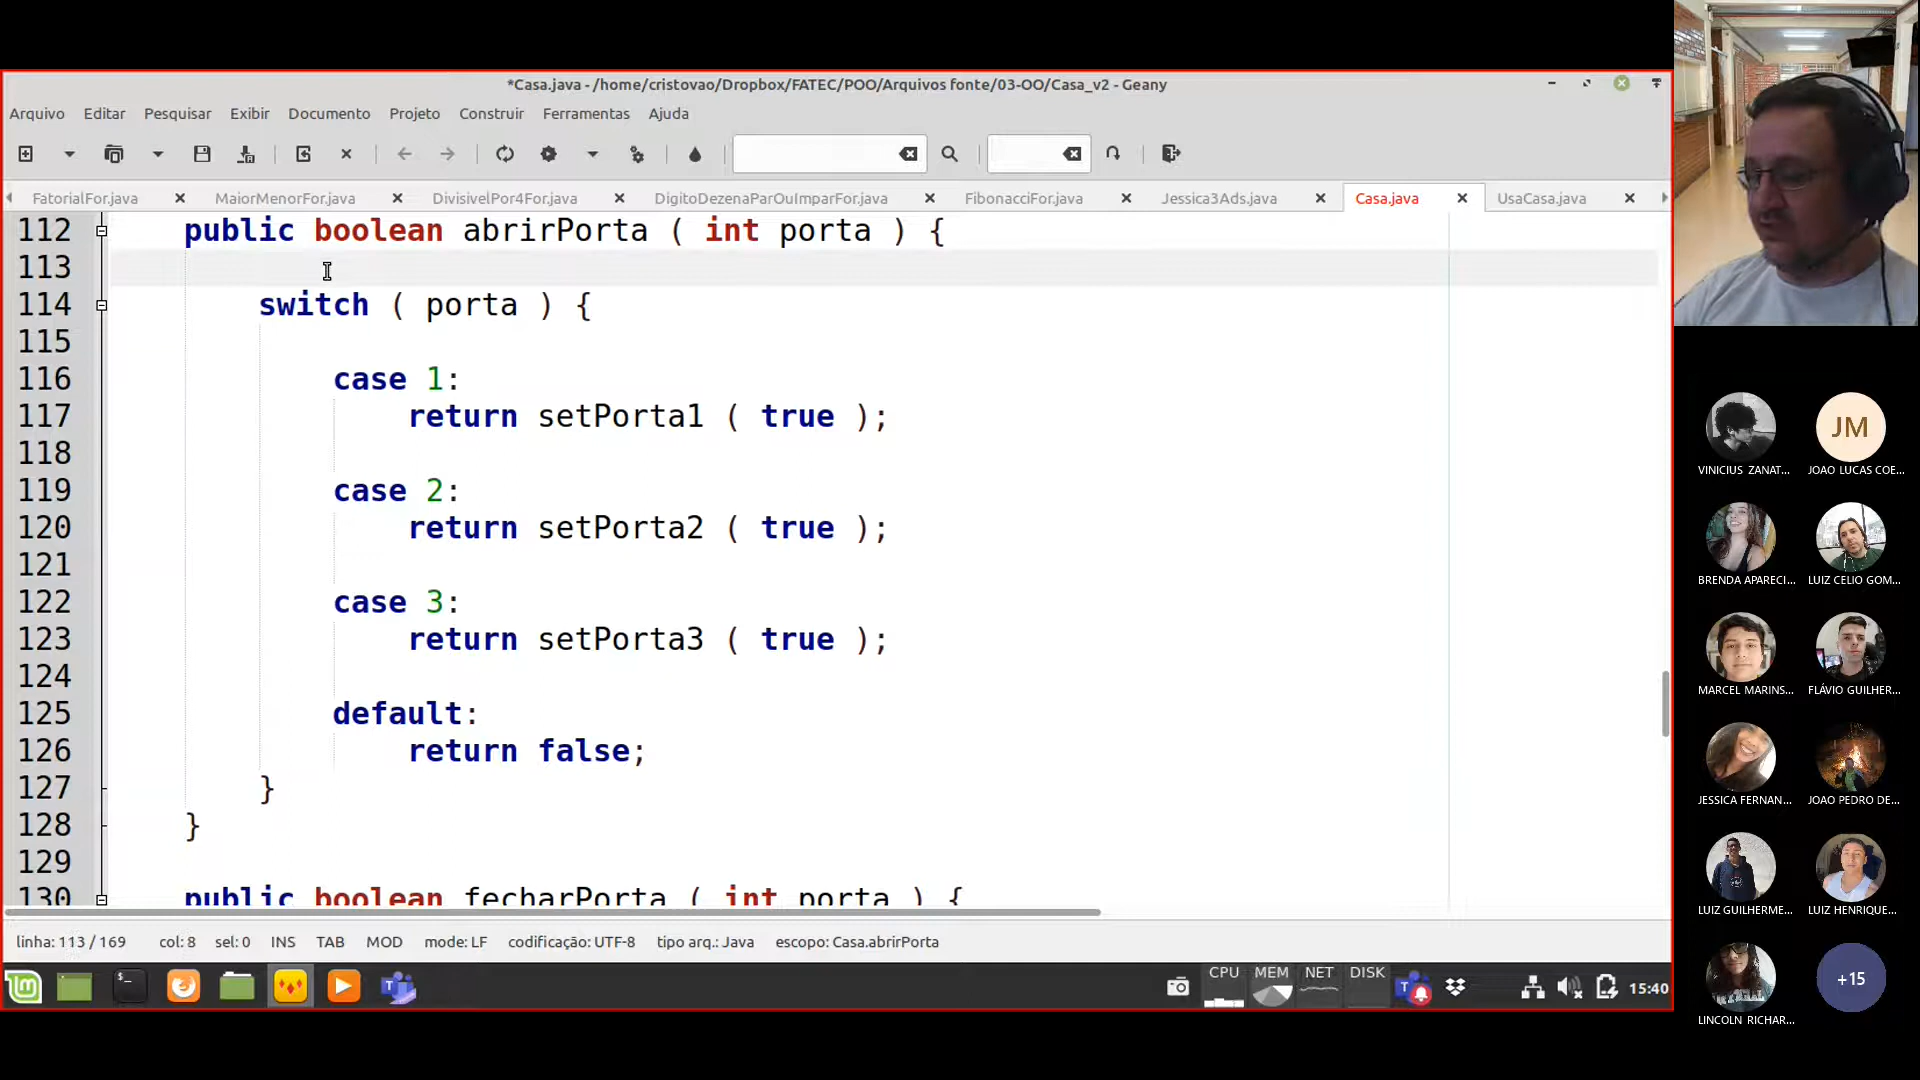 *Casa.java - /home/cristovao/Dropbox/FATEC/POO/Arquivos fonte/03-OO/Casa_v2 - Geany
Arquivo Editar Pesquisar Exibir Documento Projeto Construir Ferramentas Ajuda
FatorialFor.java MaiorMenorFor.java DivisivelPor4For.java DigitoDezenaParOuImparFor.java FibonacciFor.java Jessica3Ads.java Casa.java UsaCasa.java
112 public boolean abrirPorta ( int porta ) {
113
114 switch ( porta ) {
115
116 case 1:
117 return setPorta1 ( true );
118
119 case 2:
120 return setPorta2 ( true );
121
122 case 3:
123 return setPorta3 ( true );
124
125 default:
126 return false;
127 }
128 }
129
130 public boolean fecharPorta ( int porta ) {
linha: 113 / 169 col: 8 sel: 0 INS TAB MOD mode: LF codificação: UTF-8 tipo arq.: Java escopo: Casa.abrirPorta
CPU MEM NET DISK
15:40
JM
VINICIUS ZANAT... JOAO LUCAS COE...
BRENDA APARECI... LUIZ CELIO GOM...
MARCEL MARINS... FLÁVIO GUILHER...
JESSICA FERNAN... JOAO PEDRO DE...
LUIZ GUILHERME... LUIZ HENRIQUE...
+15
LINCOLN RICHAR...